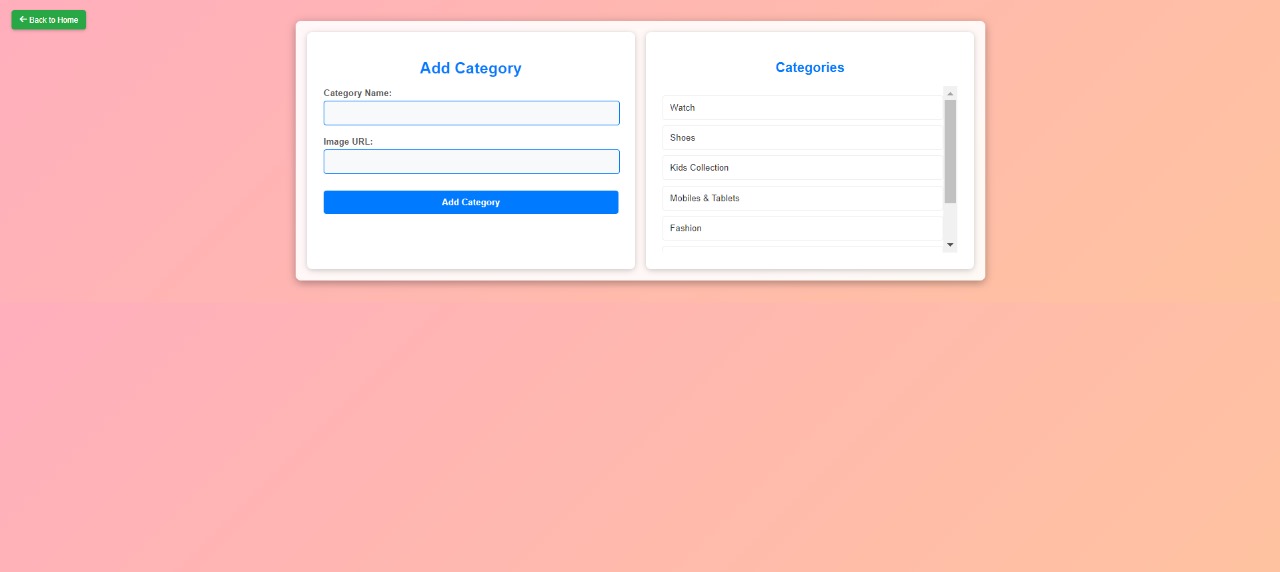 Back to Home
Add Category
Category Name:
Image URL:
Add Category
Categories
Watch
Shoes
Kids Collection
Mobiles & Tablets
Fashion